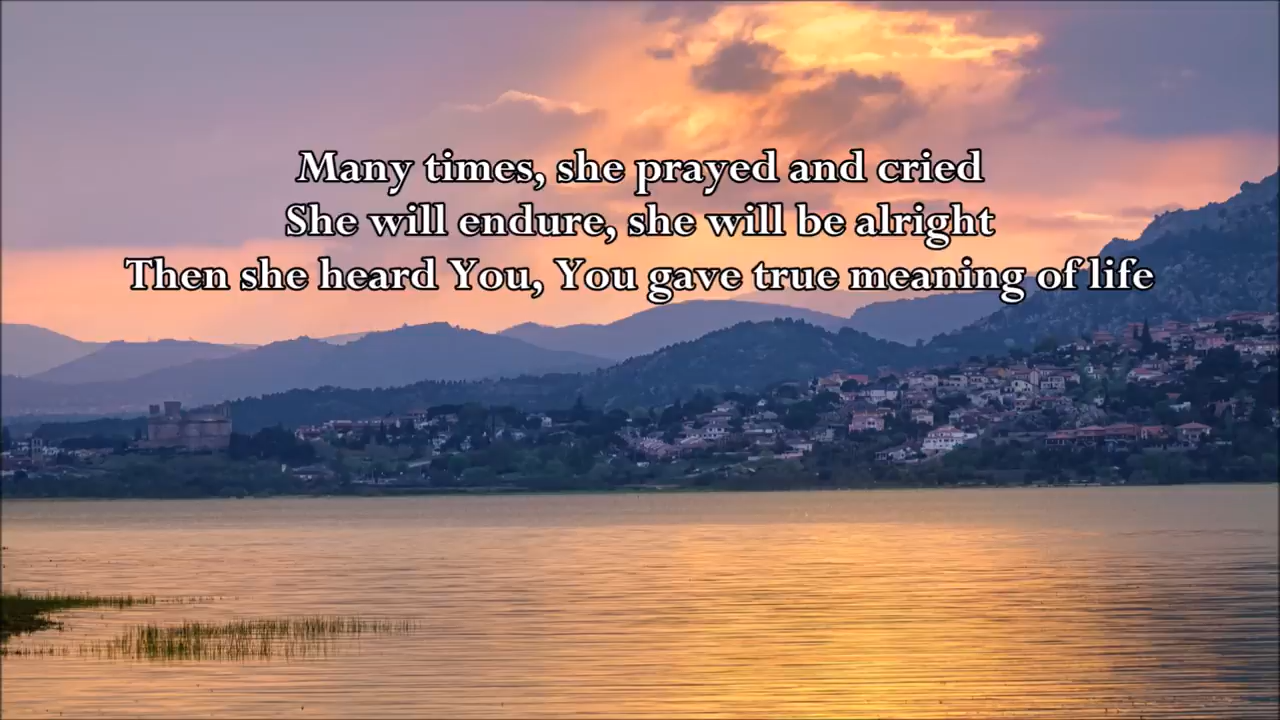 Many times, she prayed and cried
She will endure, she will be alright
Then she heard You, You gave true meaning of life